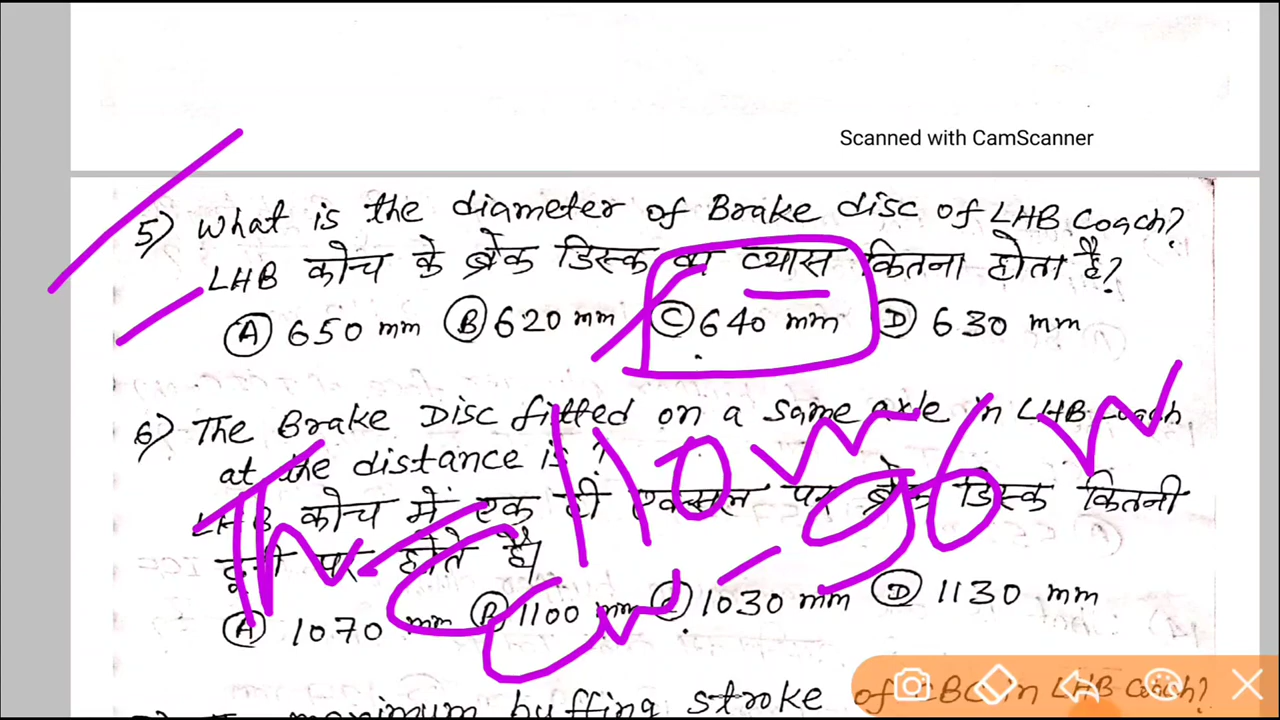 Scanned with CamScanner
5) What is the diameter of Brake disc of LHB Coach?
LHB कोच के ब्रेक डिस्क का व्यास कितना होता है?
(A) 650 mm (B) 620 mm (C) 640 mm (D) 630 mm
6) The Brake Disc fitted on a same axle in LHB Coach
at the distance is?
LHB कोच में एक ही एक्सल पर ब्रेक डिस्क कितनी
दूरी पर होते है।
(A) 1070 mm (B) 1100 mm (C) 1030 mm (D) 1130 mm
110
maximum buffing stroke of CBC in LHB Coach?